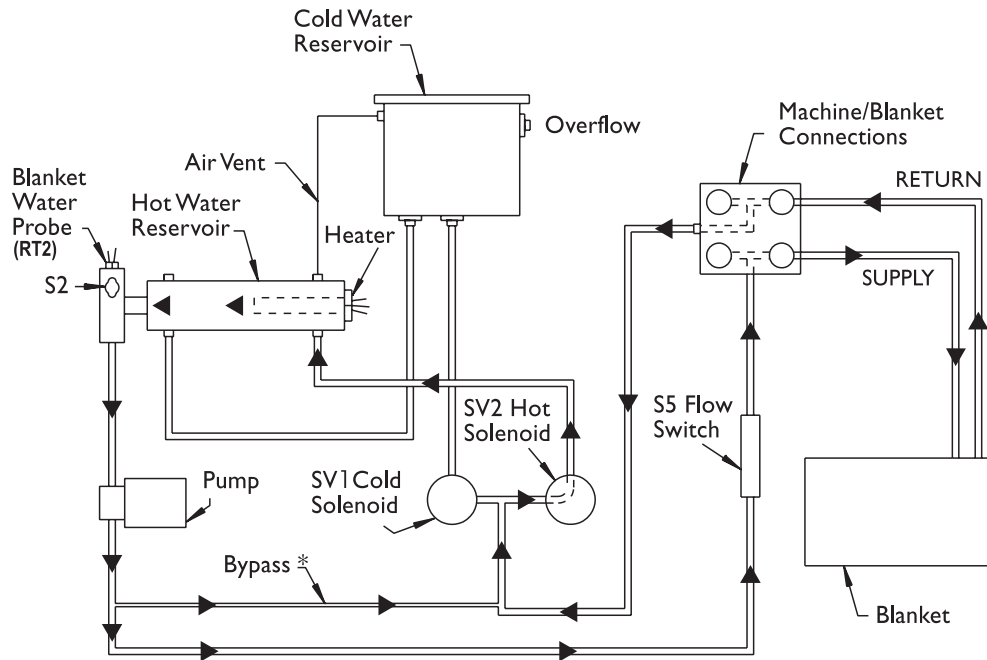 Cold Water
Reservoir
Overflow
Machine/Blanket
Connections
Air Vent
Blanket
Water
Probe
(RT2)
Hot Water
Reservoir
Heater
RETURN
S2
SUPPLY
SV2 Hot
Solenoid
S5 Flow
Switch
Pump
SV1 Cold
Solenoid
Bypass *
Blanket